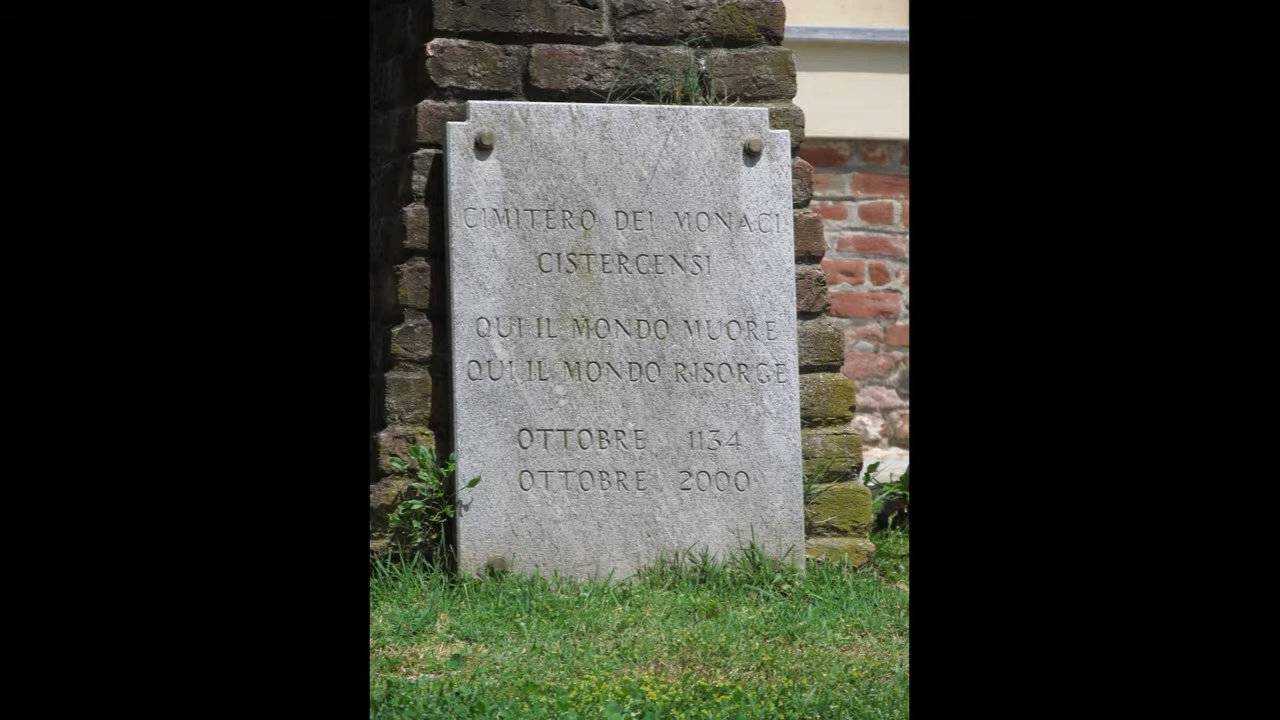 CIMITERO DEI MONACI
CISTERCENSI
QUI IL MONDO MUORE
QUI IL MONDO RISORGE
OTTOBRE 1134
OTTOBRE 2000